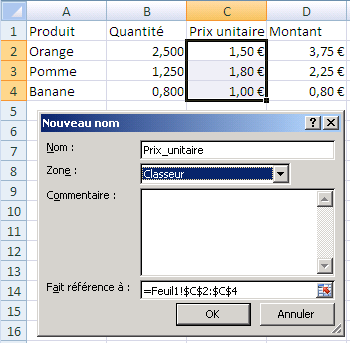 A B C D
1 Produit Quantité Prix unitaire Montant
2 Orange 2,500 1,50 € 3,75 €
3 Pomme 1,250 1,80 € 2,25 €
4 Banane 0,800 1,00 € 0,80 €
5
6
Nouveau nom
7
Nom : Prix_unitaire
8
Zone : Classeur
9
Commentaire :
10
11
12
13
14
Fait référence à : =Feuil1!$C$2:$C$4
15
OK Annuler
16